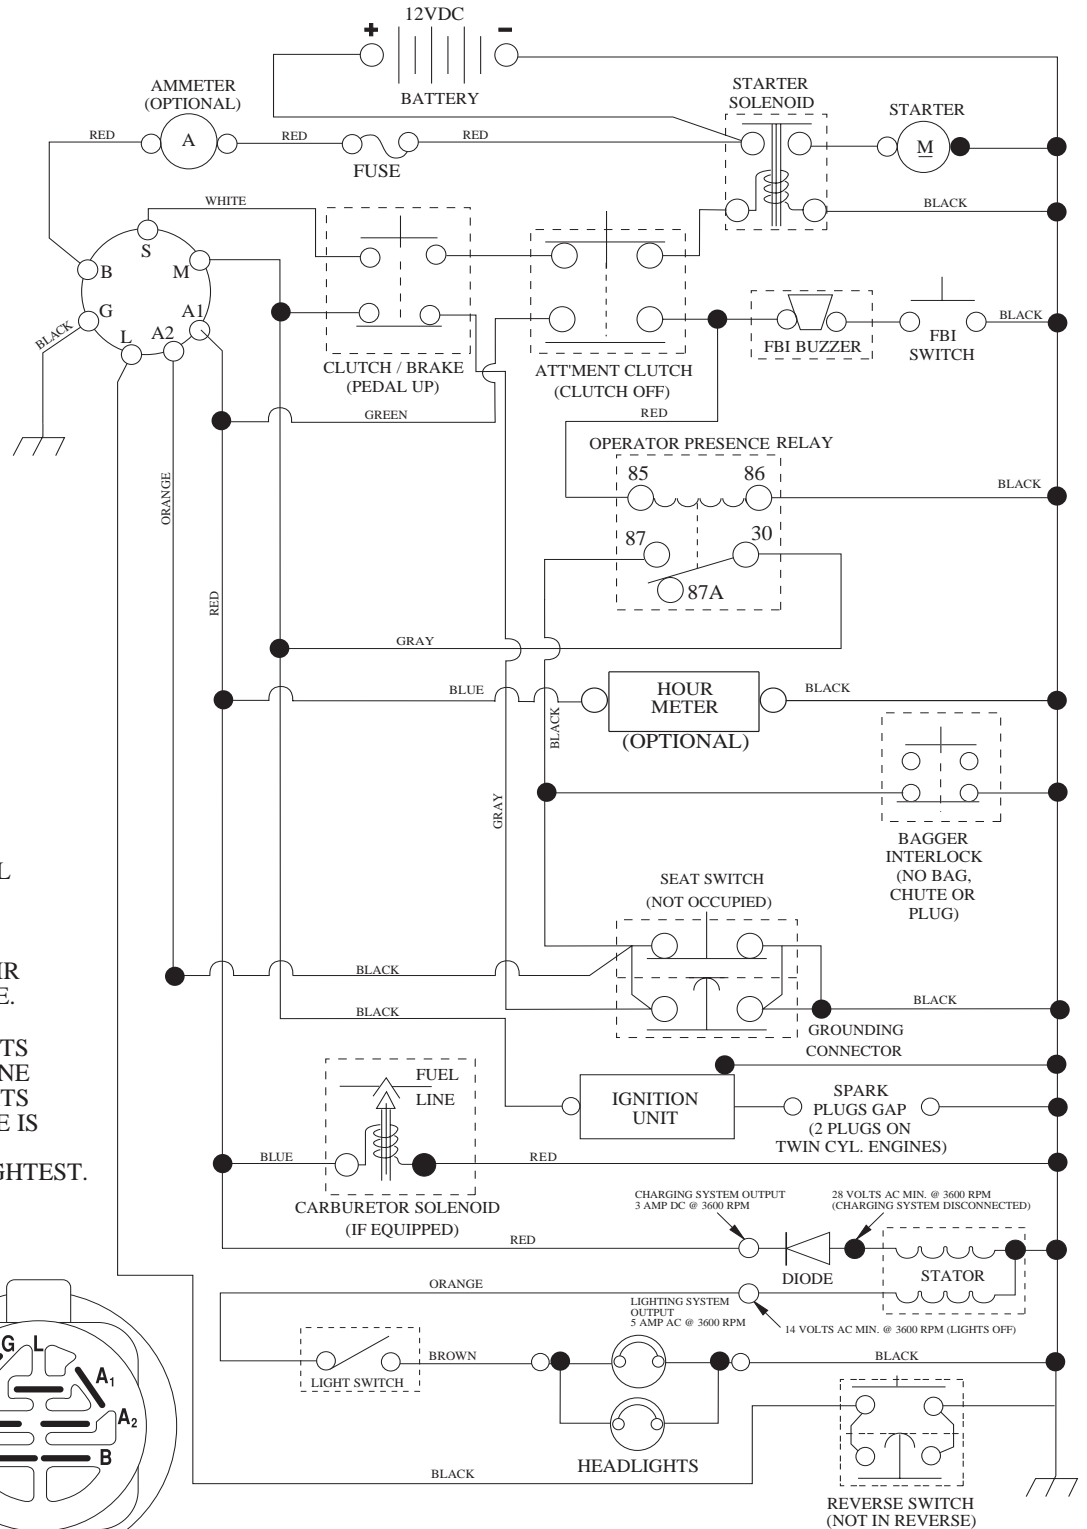 12VDC
+
-
BATTERY
AMMETER
(OPTIONAL)
RED
A
RED
FUSE
RED
STARTER
SOLENOID
STARTER
M
BLACK
WHITE
S
B
M
G
A1
L
A2
BLACK
CLUTCH / BRAKE
(PEDAL UP)
ATT'MENT CLUTCH
(CLUTCH OFF)
FBI BUZZER
FBI
SWITCH
BLACK
GREEN
RED
OPERATOR PRESENCE RELAY
85
86
BLACK
87
30
87A
ORANGE
RED
GRAY
BLUE
HOUR
METER
(OPTIONAL)
BLACK
BLACK
GRAY
BAGGER
INTERLOCK
(NO BAG,
CHUTE OR
PLUG)
SEAT SWITCH
(NOT OCCUPIED)
L
IR
E.
TS
NE
TS
E IS
GHTEST.
BLACK
BLACK
BLACK
GROUNDING
CONNECTOR
FUEL
LINE
IGNITION
UNIT
SPARK
PLUGS GAP
(2 PLUGS ON
TWIN CYL. ENGINES)
BLUE
RED
CARBURETOR SOLENOID
(IF EQUIPPED)
CHARGING SYSTEM OUTPUT
3 AMP DC @ 3600 RPM
28 VOLTS AC MIN. @ 3600 RPM
(CHARGING SYSTEM DISCONNECTED)
RED
DIODE
STATOR
ORANGE
LIGHTING SYSTEM
OUTPUT
5 AMP AC @ 3600 RPM
14 VOLTS AC MIN. @ 3600 RPM (LIGHTS OFF)
LIGHT SWITCH
BROWN
BLACK
HEADLIGHTS
G
L
A1
A2
B
BLACK
REVERSE SWITCH
(NOT IN REVERSE)